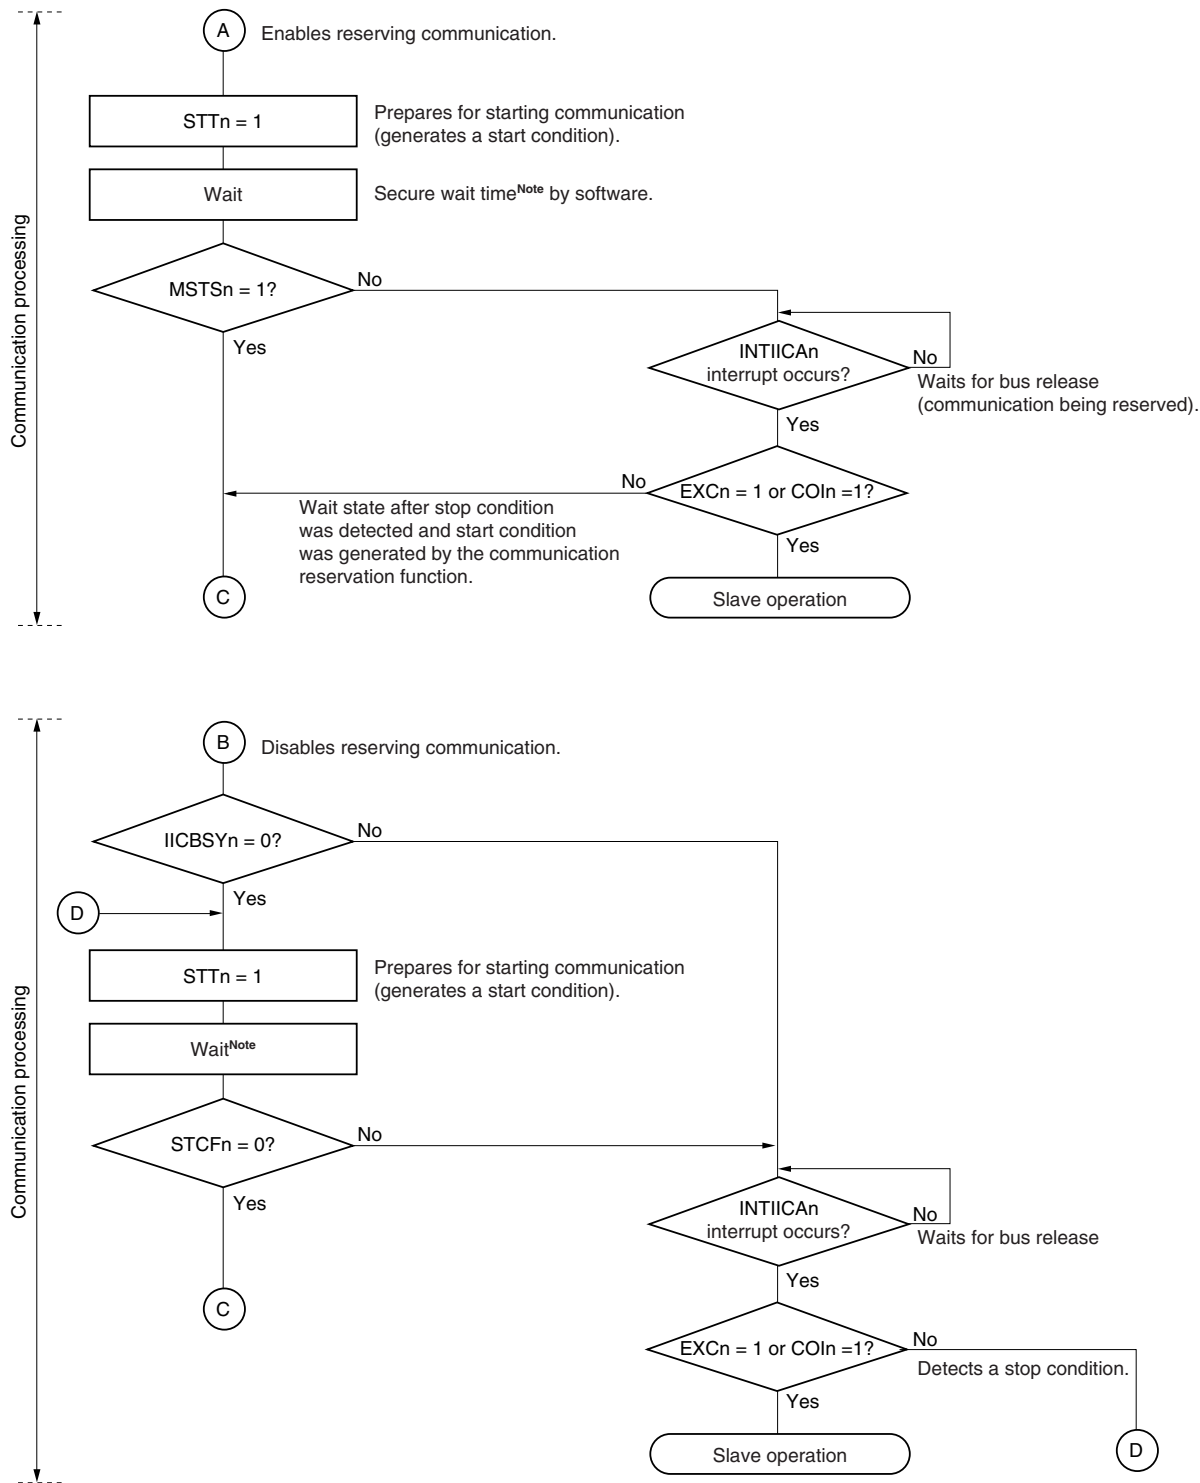 A
Enables reserving communication.
STTn = 1
Prepares for starting communication
(generates a start condition).
Wait
Secure wait timeNote by software.
MSTSn = 1?
No
Yes
INTIICAn
interrupt occurs?
No
Waits for bus release
(communication being reserved).
Yes
EXCn = 1 or COIn =1?
No
Wait state after stop condition
was detected and start condition
was generated by the communication
reservation function.
Yes
C
Slave operation
Communication processing
B
Disables reserving communication.
IICBSYn = 0?
No
Yes
D
STTn = 1
Prepares for starting communication
(generates a start condition).
WaitNote
STCFn = 0?
No
Yes
INTIICAn
interrupt occurs?
No
Waits for bus release
Yes
C
EXCn = 1 or COIn =1?
No
Detects a stop condition.
Yes
Slave operation
D
Communication processing